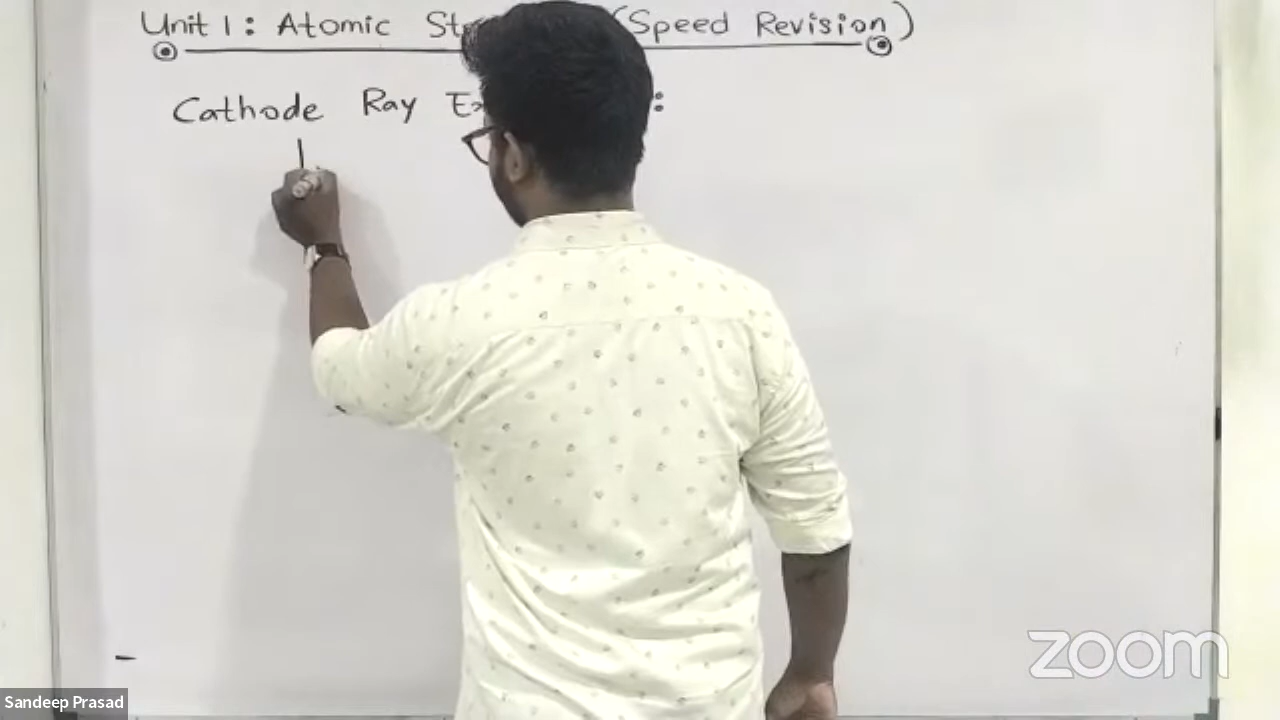 Unit 1: Atomic St (Speed Revision)
Cathode Ray Ex :
zoom
Sandeep Prasad